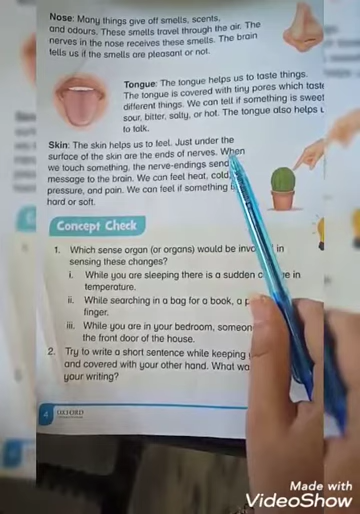 Nose: Many things give off smells, scents,
and odours. These smells travel through the air. The
nerves in the nose receives these smells. The brain
tells us if the smells are pleasant or not.
Tongue: The tongue helps us to taste things.
The tongue is covered with tiny pores which taste
different things. We can tell if something is sweet
sour, bitter, salty, or hot. The tongue also helps
to talk.
Skin: The skin helps us to feel. Just under the
surface of the skin are the ends of nerves. When
we touch something, the nerve-endings send
message to the brain. We can feel heat, cold,
pressure, and pain. We can feel if something
hard or soft.
Concept Check
1. Which sense organ (or organs) would be in
sensing these changes?
i. While you are sleeping there is a sudden in
temperature.
ii. While searching in a bag for a book, a
finger.
iii. While you are in your bedroom,
the front door of the house.
2. Try to write a short sentence while keeping
and covered with your other hand. What
your writing?
4 OXFORD
Made with
VideoShow